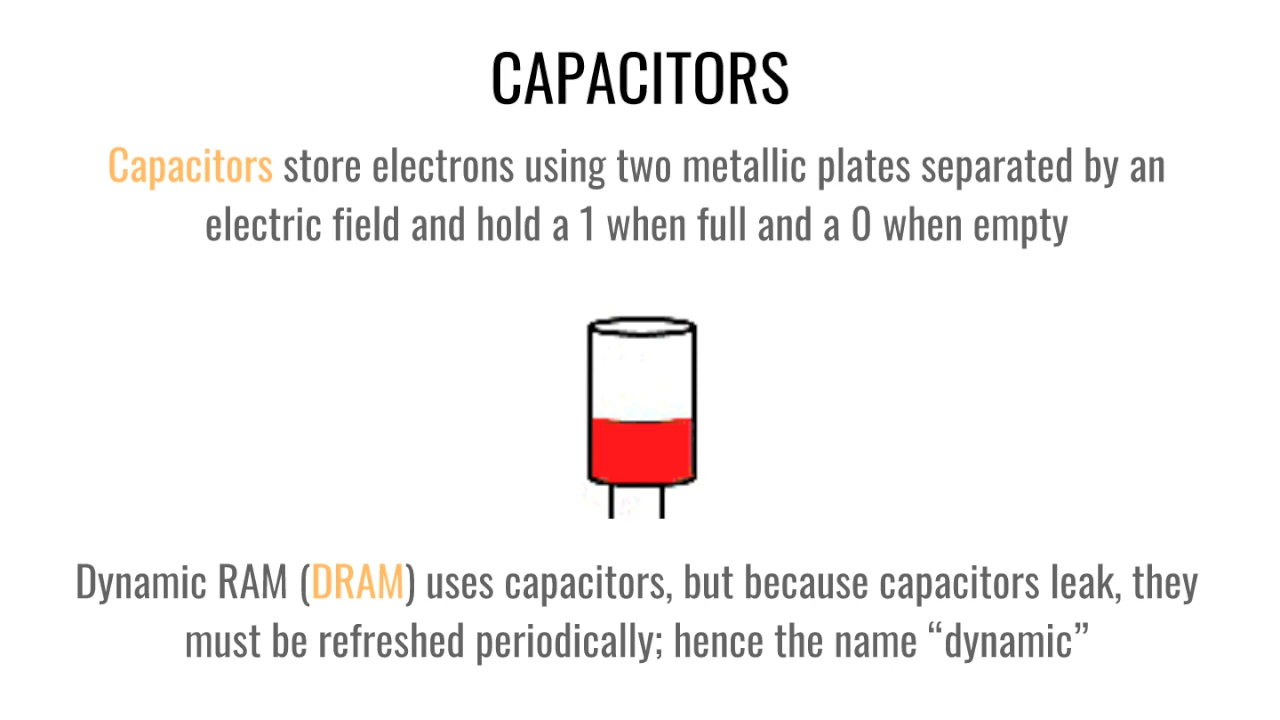 CAPACITORS
Capacitors store electrons using two metallic plates separated by an
electric field and hold a 1 when full and a 0 when empty
Dynamic RAM (DRAM) uses capacitors, but because capacitors leak, they
must be refreshed periodically; hence the name “dynamic”